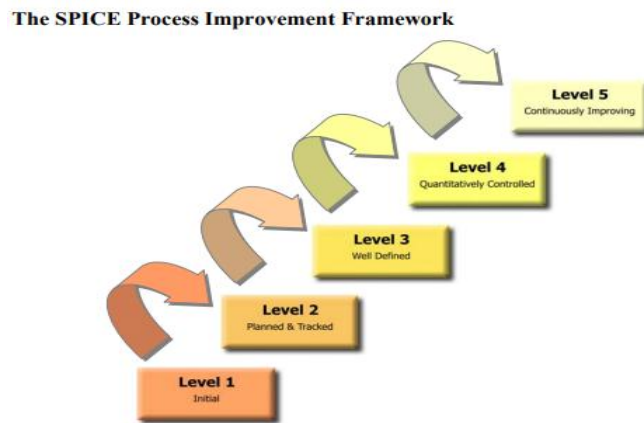 The SPICE Process Improvement Framework
Level 5
Continuously Improving
Level 4
Quantitatively Controlled
Level 3
Well Defined
Level 2
Planned & Tracked
Level 1
Initial